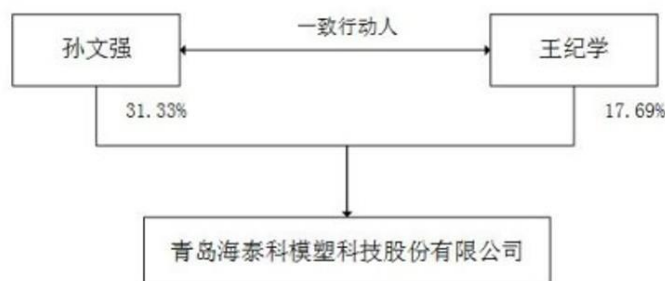 一致行动人
孙文强
王纪学
31.33%
17.69%
青岛海泰科模塑科技股份有限公司